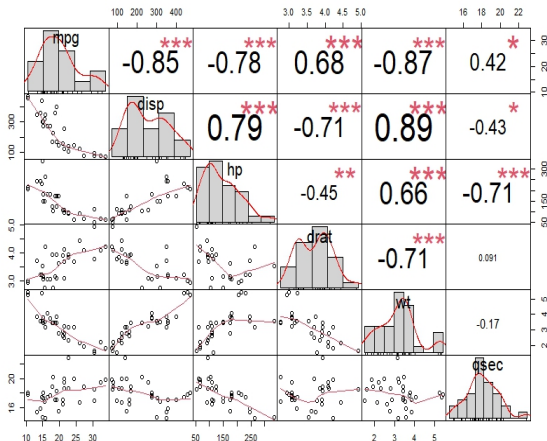 100 200 300 400 3.0 3.5 4.0 4.5 5.0 16 18 20 22
mpg -0.85 *** -0.78 *** 0.68 *** -0.87 *** 0.42 * 10 20 30
100 300 disp 0.79 *** -0.71 *** 0.89 *** -0.43 *
hp -0.45 ** 0.66 *** -0.71 *** 50 150 300
3.0 4.0 5.0 drat -0.71 *** 0.091
wt -0.17 2 3 4 5
16 18 20 qsec
10 15 20 25 30 50 150 250 2 3 4 5